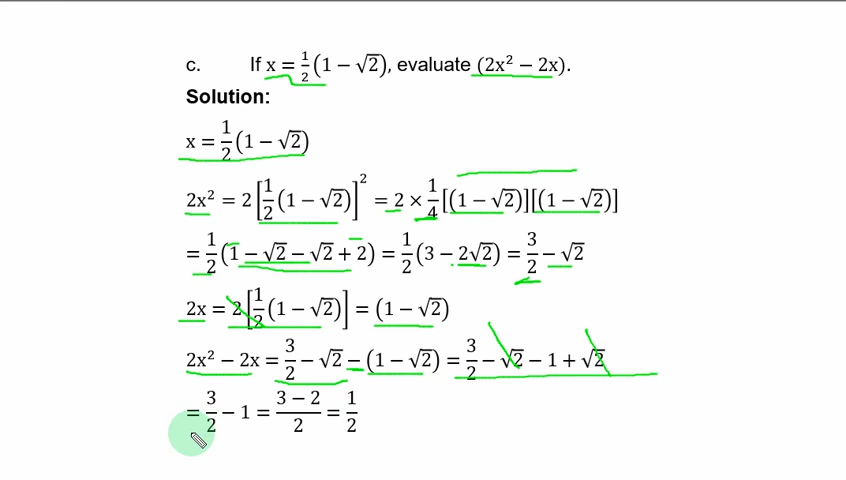 c. If x = ½(1 − √2), evaluate (2x² − 2x).
Solution:
x = ½(1 − √2)
2x² = 2[½(1 − √2)]² = 2 × ¼[(1 − √2)][(1 − √2)]
= ½(1 − √2 − √2 + 2) = ½(3 − 2√2) = 3/2 − √2
2x = 2[½(1 − √2)] = (1 − √2)
2x² − 2x = 3/2 − √2 − (1 − √2) = 3/2 − √2 − 1 + √2
= 3/2 − 1 = (3 − 2)/2 = ½